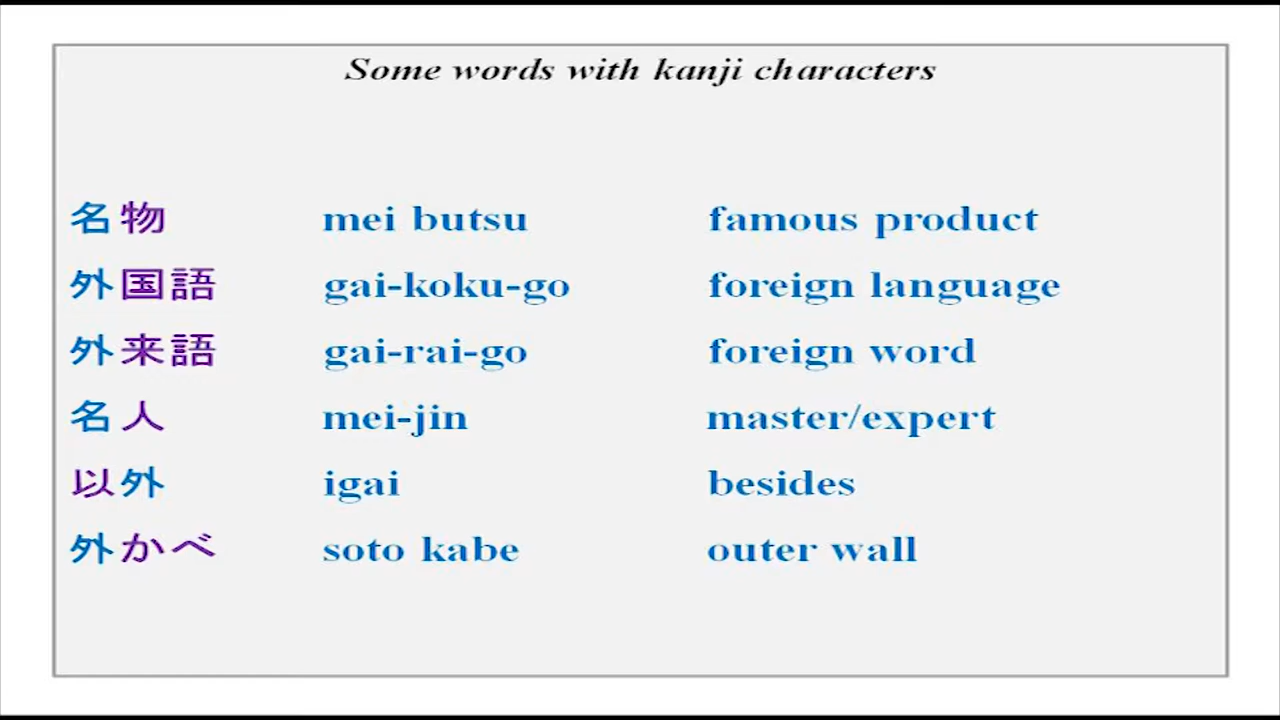 Some words with kanji characters
名物 mei butsu famous product
外国語 gai-koku-go foreign language
外来語 gai-rai-go foreign word
名人 mei-jin master/expert
以外 igai besides
外かべ soto kabe outer wall